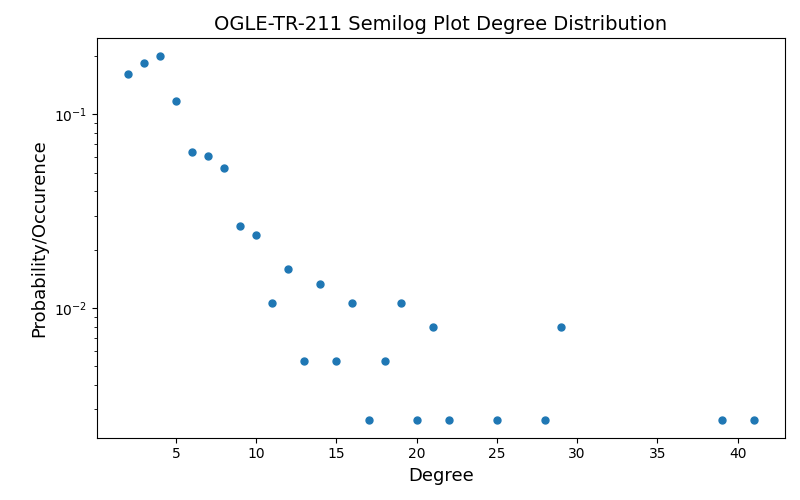 OGLE-TR-211 Semilog Plot Degree Distribution
Probability/Occurence
10⁻¹
10⁻²
5 10 15 20 25 30 35 40
Degree